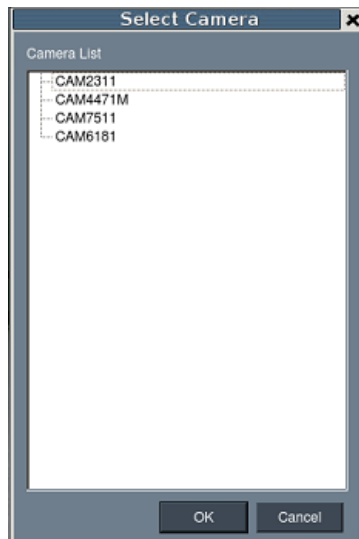 Select Camera
Camera List
CAM2311
CAM4471M
CAM7511
CAM6181
OK Cancel